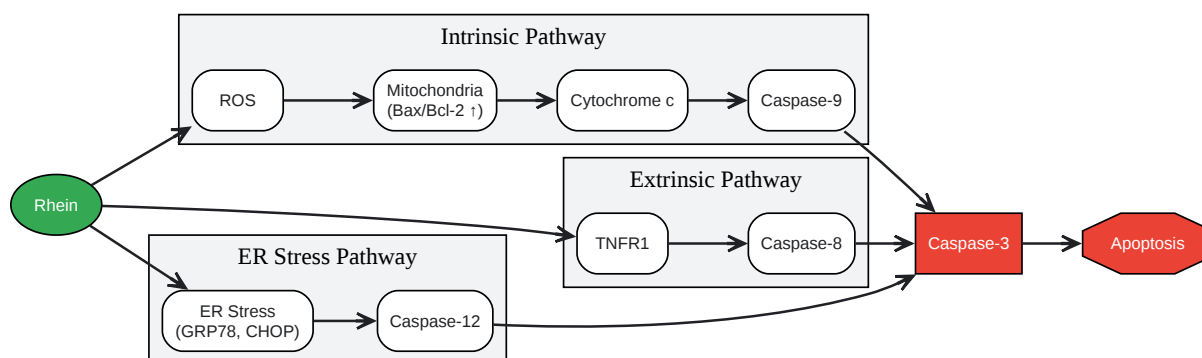 Intrinsic Pathway
ROS
Mitochondria
(Bax/Bcl-2 ↑)
Cytochrome c
Caspase-9
Extrinsic Pathway
Rhein
TNFR1
Caspase-8
Caspase-3
Apoptosis
ER Stress Pathway
ER Stress
(GRP78, CHOP)
Caspase-12